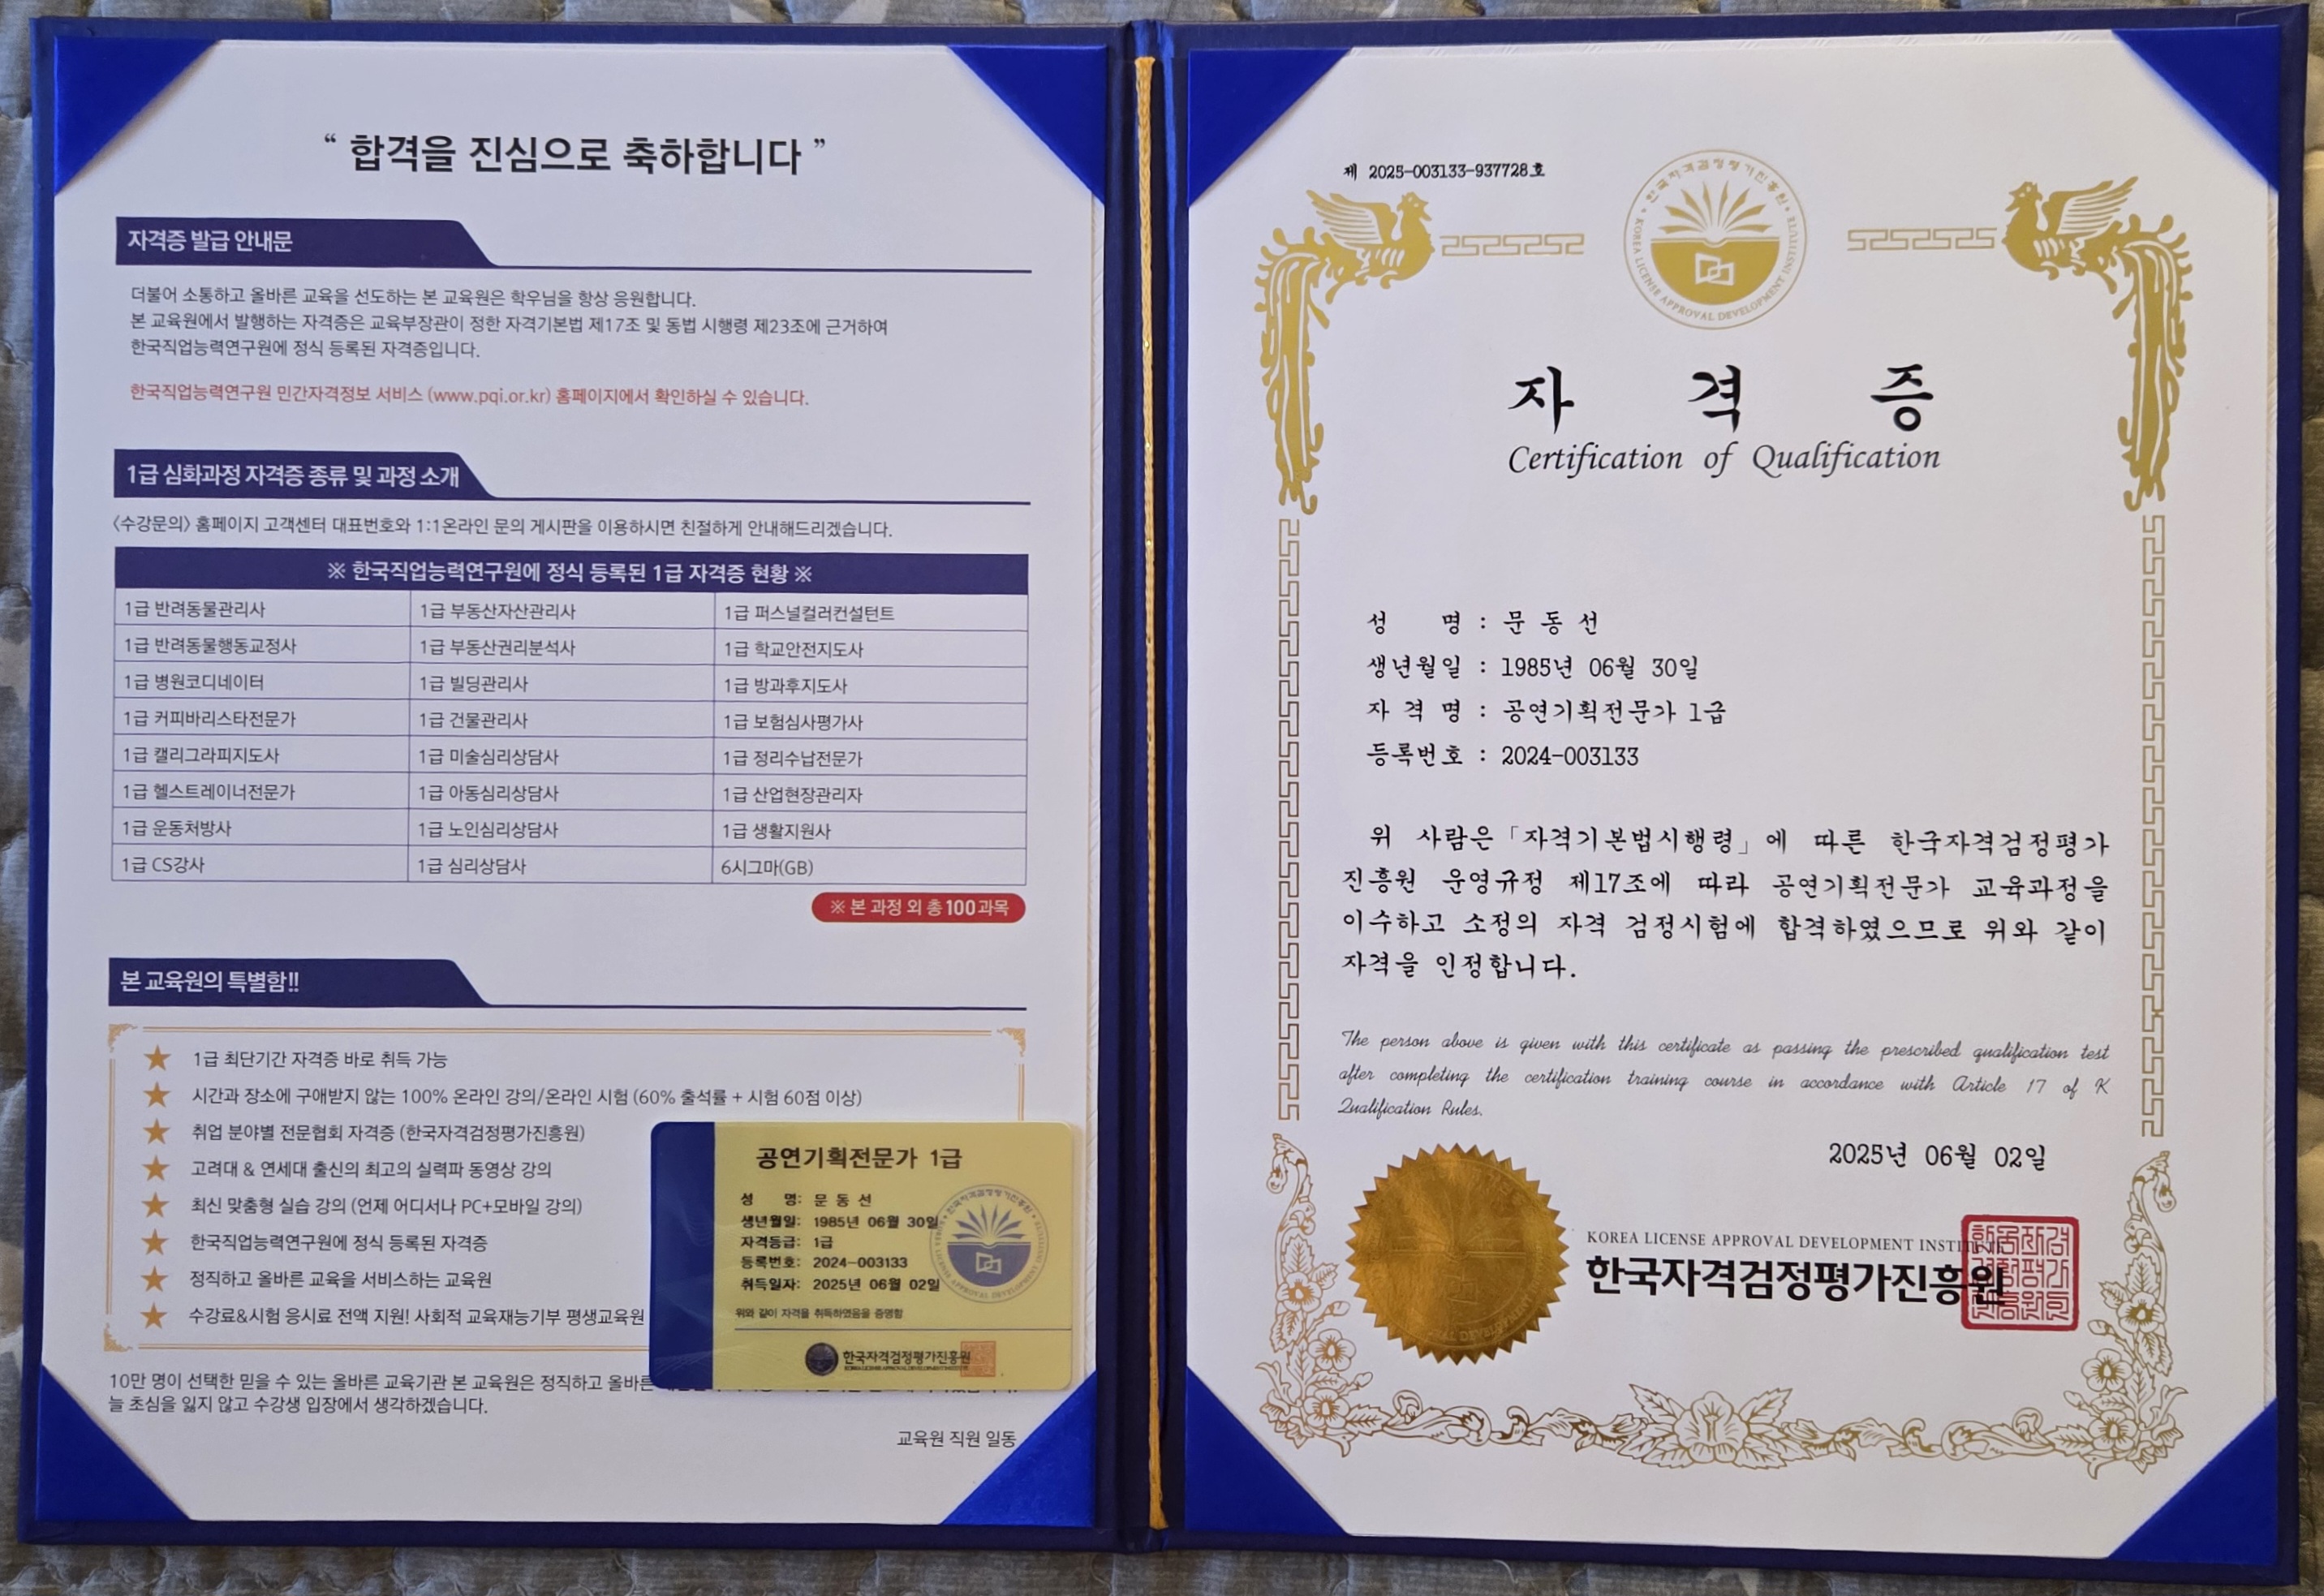 “ 합격을 진심으로 축하합니다 ”
자격증 발급 안내문
더불어 소통하고 올바른 교육을 선도하는 본 교육원은 학우님을 항상 응원합니다.
본 교육원에서 발행하는 자격증은 교육부장관이 정한 자격기본법 제17조 및 동법 시행령 제23조에 근거하여
한국직업능력연구원에 정식 등록된 자격증입니다.
한국직업능력연구원 민간자격정보 서비스 (www.pqi.or.kr) 홈페이지에서 확인하실 수 있습니다.
1급 심화과정 자격증 종류 및 과정 소개
〈수강문의〉 홈페이지 고객센터 대표번호와 1:1온라인 문의 게시판을 이용하시면 친절하게 안내해드리겠습니다.
※ 한국직업능력연구원에 정식 등록된 1급 자격증 현황 ※
1급 반려동물관리사 1급 부동산자산관리사 1급 퍼스널컬러컨설턴트
1급 반려동물행동교정사 1급 부동산권리분석사 1급 학교안전지도사
1급 병원코디네이터 1급 빌딩관리사 1급 방과후지도사
1급 커피바리스타전문가 1급 건물관리사 1급 보험심사평가사
1급 캘리그라피지도사 1급 미술심리상담사 1급 정리수납전문가
1급 헬스트레이너전문가 1급 아동심리상담사 1급 산업현장관리자
1급 운동처방사 1급 노인심리상담사 1급 생활지원사
1급 CS강사 1급 심리상담사 6시그마(GB)
※ 본 과정 외 총 100과목
본 교육원의 특별함!!
1급 최단기간 자격증 바로 취득 가능
시간과 장소에 구애받지 않는 100% 온라인 강의/온라인 시험 (60% 출석률 + 시험 60점 이상)
취업 분야별 전문협회 자격증 (한국자격검정평가진흥원)
고려대 & 연세대 출신의 최고의 실력파 동영상 강의
최신 맞춤형 실습 강의 (언제 어디서나 PC+모바일 강의)
한국직업능력연구원에 정식 등록된 자격증
정직하고 올바른 교육을 서비스하는 교육원
수강료&시험 응시료 전액 지원! 사회적 교육재능기부 평생교육원
10만 명이 선택한 믿을 수 있는 올바른 교육기관 본 교육원은 정직하고 올바른
늘 초심을 잃지 않고 수강생 입장에서 생각하겠습니다.
교육원 직원 일동
공연기획전문가 1급
성 명: 문 동 선
생년월일: 1985년 06월 30일
자격등급: 1급
등록번호: 2024-003133
취득일자: 2025년 06월 02일
위와 같이 자격을 취득하였음을 증명함
한국자격검정평가진흥원
KOREA LICENSE APPROVAL DEVELOPMENT INSTITUTE
제 2025-003133-937728호
한국자격검정평가진흥원
KOREA LICENSE APPROVAL DEVELOPMENT INSTITUTE
자 격 증
Certification of Qualification
성 명 : 문 동 선
생년월일 : 1985년 06월 30일
자 격 명 : 공연기획전문가 1급
등록번호 : 2024-003133
위 사람은「자격기본법시행령」에 따른 한국자격검정평가
진흥원 운영규정 제17조에 따라 공연기획전문가 교육과정을
이수하고 소정의 자격 검정시험에 합격하였으므로 위와 같이
자격을 인정합니다.
The person above is given with this certificate as passing the prescribed qualification test
after completing the certification training course in accordance with Article 17 of K
Qualification Rules.
2025년 06월 02일
KOREA LICENSE APPROVAL DEVELOPMENT INSTITUTE
한국자격검정평가진흥원